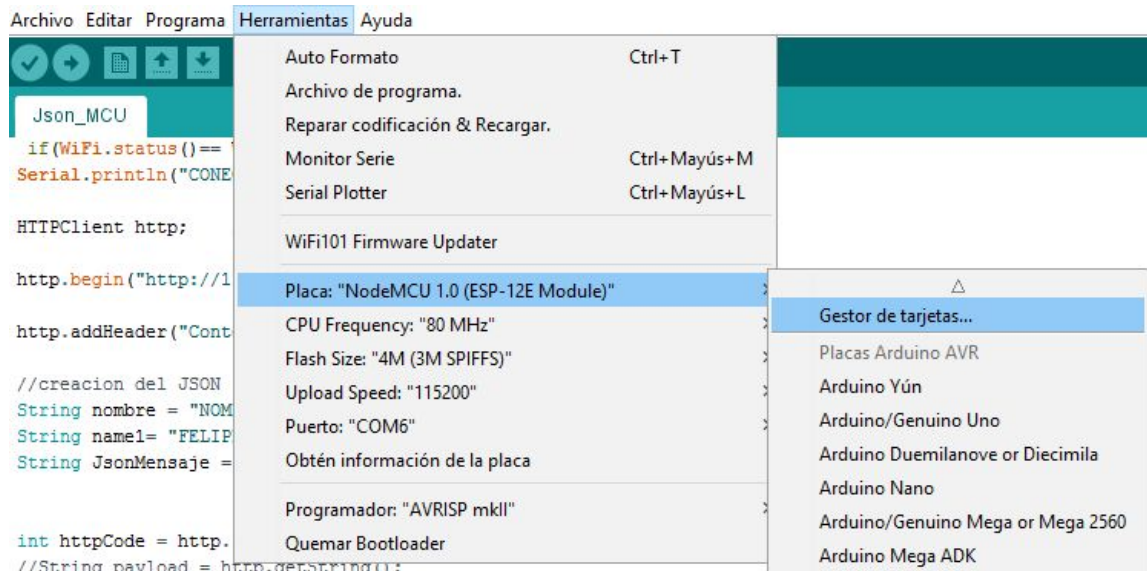 Archivo Editar Programa Herramientas Ayuda
Json_MCU
if(WiFi.status()==
Serial.println("CONE
HTTPClient http;
http.begin("http://1
http.addHeader("Cont
//creacion del JSON
String nombre = "NOM
String name1= "FELIP
String JsonMensaje =
int httpCode = http.
//String payload = http.getString();
Auto Formato Ctrl+T
Archivo de programa.
Reparar codificación & Recargar.
Monitor Serie Ctrl+Mayús+M
Serial Plotter Ctrl+Mayús+L
WiFi101 Firmware Updater
Placa: "NodeMCU 1.0 (ESP-12E Module)"
CPU Frequency: "80 MHz"
Flash Size: "4M (3M SPIFFS)"
Upload Speed: "115200"
Puerto: "COM6"
Obtén información de la placa
Programador: "AVRISP mkII"
Quemar Bootloader
Gestor de tarjetas...
Placas Arduino AVR
Arduino Yún
Arduino/Genuino Uno
Arduino Duemilanove or Diecimila
Arduino Nano
Arduino/Genuino Mega or Mega 2560
Arduino Mega ADK